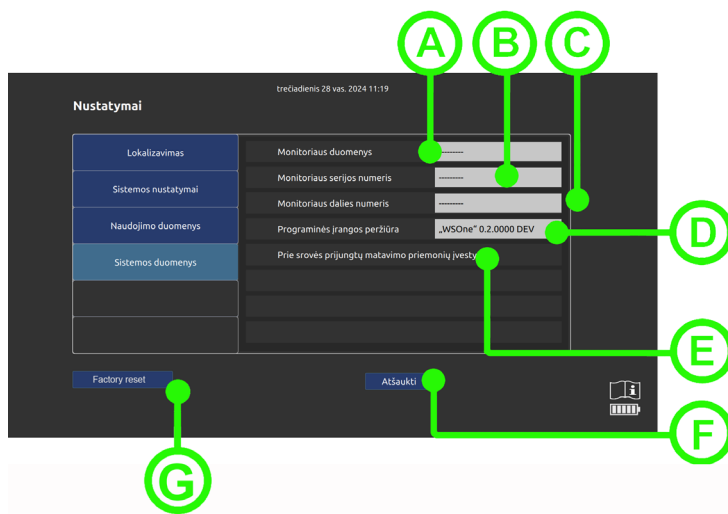 A B C
trečiadienis 28 vas. 2024 11:19
Nustatymai
Lokalizavimas
Monitoriaus duomenys ---------
Sistemos nustatymai
Monitoriaus serijos numeris ---------
Monitoriaus dalies numeris ---------
Naudojimo duomenys
Programinės įrangos peržiūra „WSOne“ 0.2.0000 DEV
D
Sistemos duomenys
Prie srovės prijungtų matavimo priemonių
E
Factory reset
Atšaukti
F
G